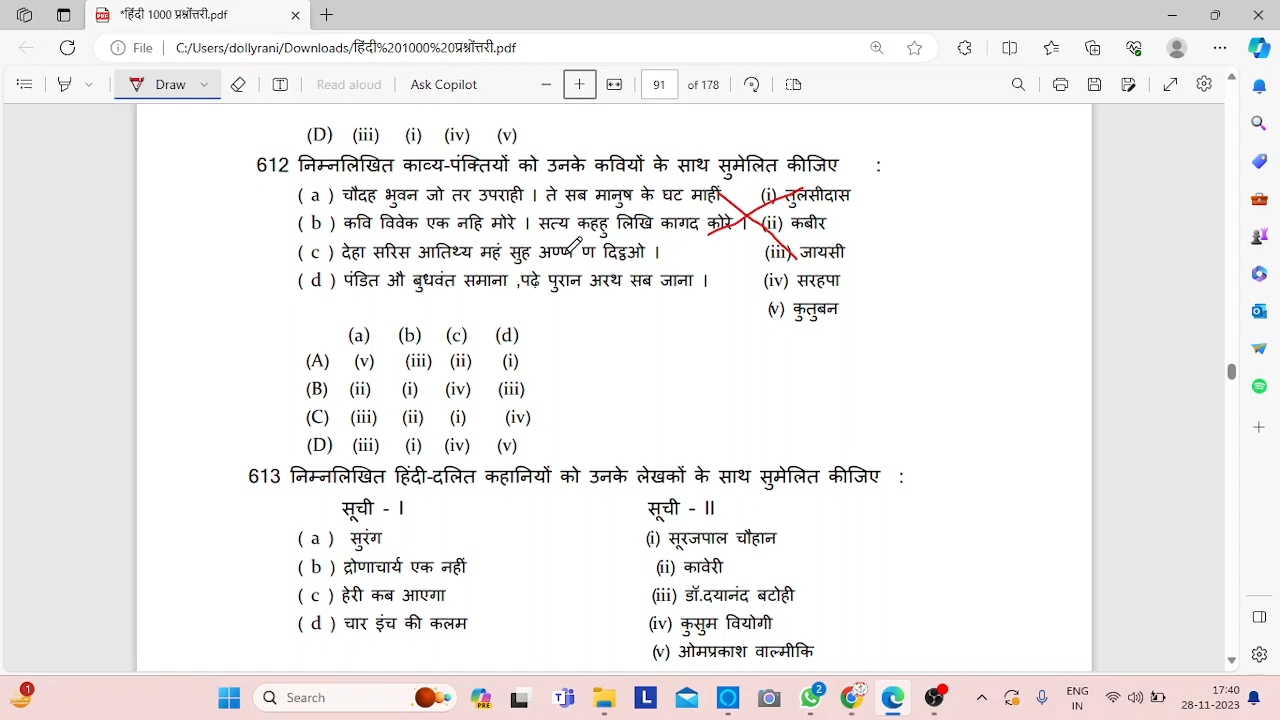 *हिंदी 1000 प्रश्नोंत्तरी.pdf
File C:/Users/dollyrani/Downloads/हिंदी%201000%20प्रश्नोंत्तरी.pdf
Draw Read aloud Ask Copilot 91 of 178
(D) (iii) (i) (iv) (v)
612 निम्नलिखित काव्य-पंक्तियों को उनके कवियों के साथ सुमेलित कीजिए :
( a ) चौदह भुवन जो तर उपराही । ते सब मानुष के घट माहीं (i) तुलसीदास
( b ) कवि विवेक एक नहि मोरे । सत्य कहहु लिखि कागद कोरे । (ii) कबीर
( c ) देहा सरिस आतिथ्य महं सुह ण दिट्ठओ । (iii) जायसी
( d ) पंडित औ बुधवंत समाना ,पढ़े पुरान अरथ सब जाना । (iv) सरहपा
(v) कुतुबन
(a) (b) (c) (d)
(A) (v) (iii) (ii) (i)
(B) (ii) (i) (iv) (iii)
(C) (iii) (ii) (i) (iv)
(D) (iii) (i) (iv) (v)
613 निम्नलिखित हिंदी-दलित कहानियों को उनके लेखकों के साथ सुमेलित कीजिए :
सूची - I सूची - II
( a ) सुरंग (i) सूरजपाल चौहान
( b ) द्रोणाचार्य एक नहीं (ii) कावेरी
( c ) हेरी कब आएगा (iii) डॉ.दयानंद बटोही
( d ) चार इंच की कलम (iv) कुसुम वियोगी
(v) ओमप्रकाश वाल्मीकि
1 Search PRE L 2 ENG 17:40
IN 28-11-2023